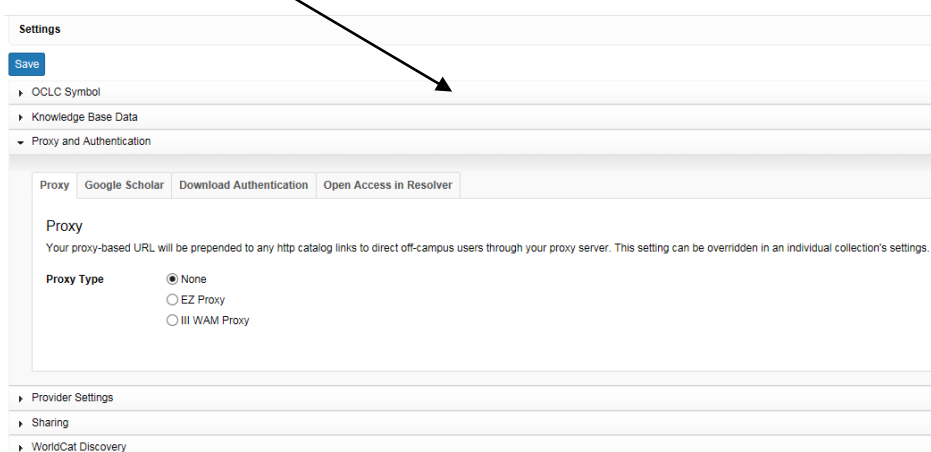 Settings
Save
OCLC Symbol
Knowledge Base Data
Proxy and Authentication
Proxy Google Scholar Download Authentication Open Access in Resolver
Proxy
Your proxy-based URL will be prepended to any http catalog links to direct off-campus users through your proxy server. This setting can be overridden in an individual collection's settings.
Proxy Type None
EZ Proxy
III WAM Proxy
Provider Settings
Sharing
WorldCat Discovery